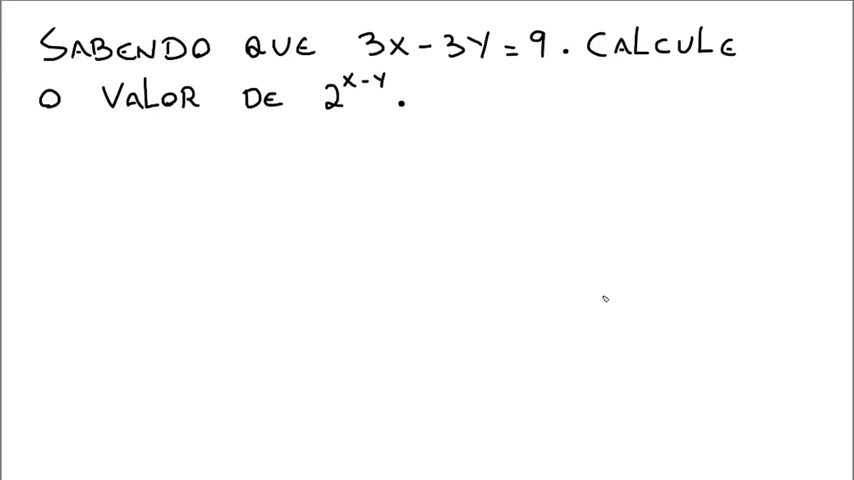 SABENDO QUE 3X - 3Y = 9. CALCULE
O VALOR DE 2^{X-Y}.